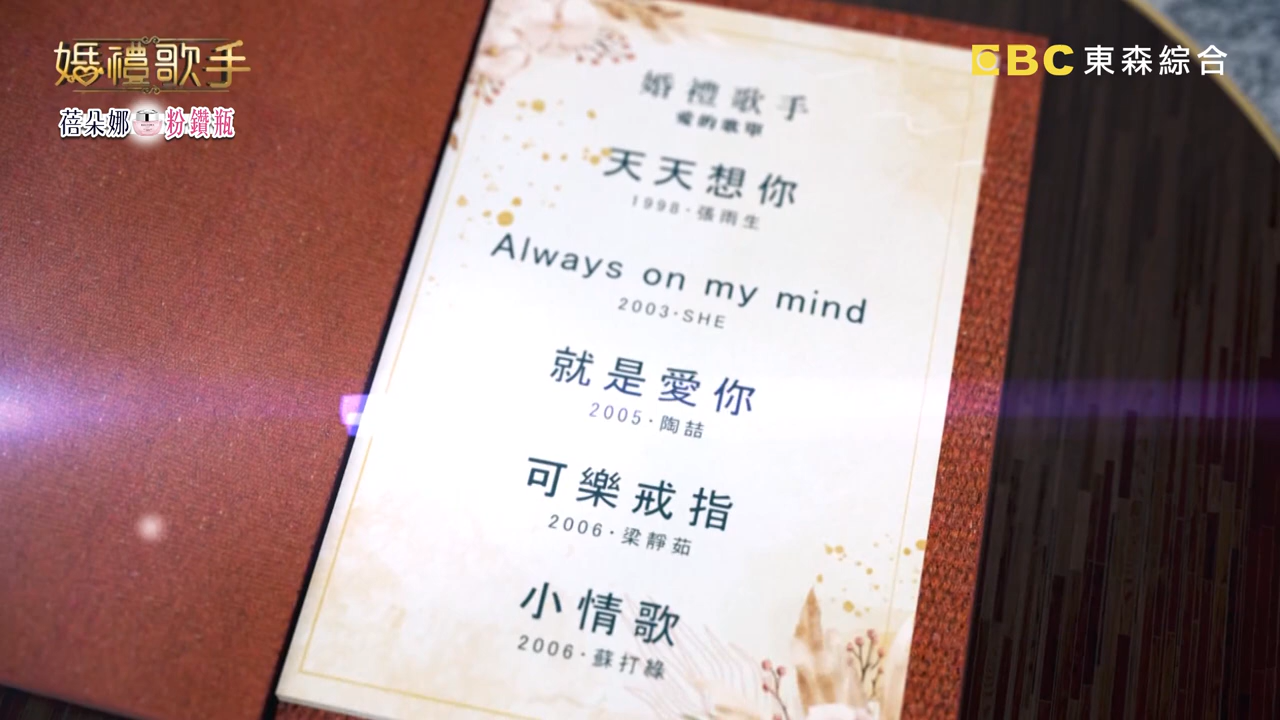 婚禮歌手
蓓朵娜 粉鑽瓶
EBC 東森綜合
婚禮歌手
愛的歌單
天天想你
1998·張雨生
Always on my mind
2003·SHE
就是愛你
2005·陶喆
可樂戒指
2006·梁靜茹
小情歌
2006·蘇打綠